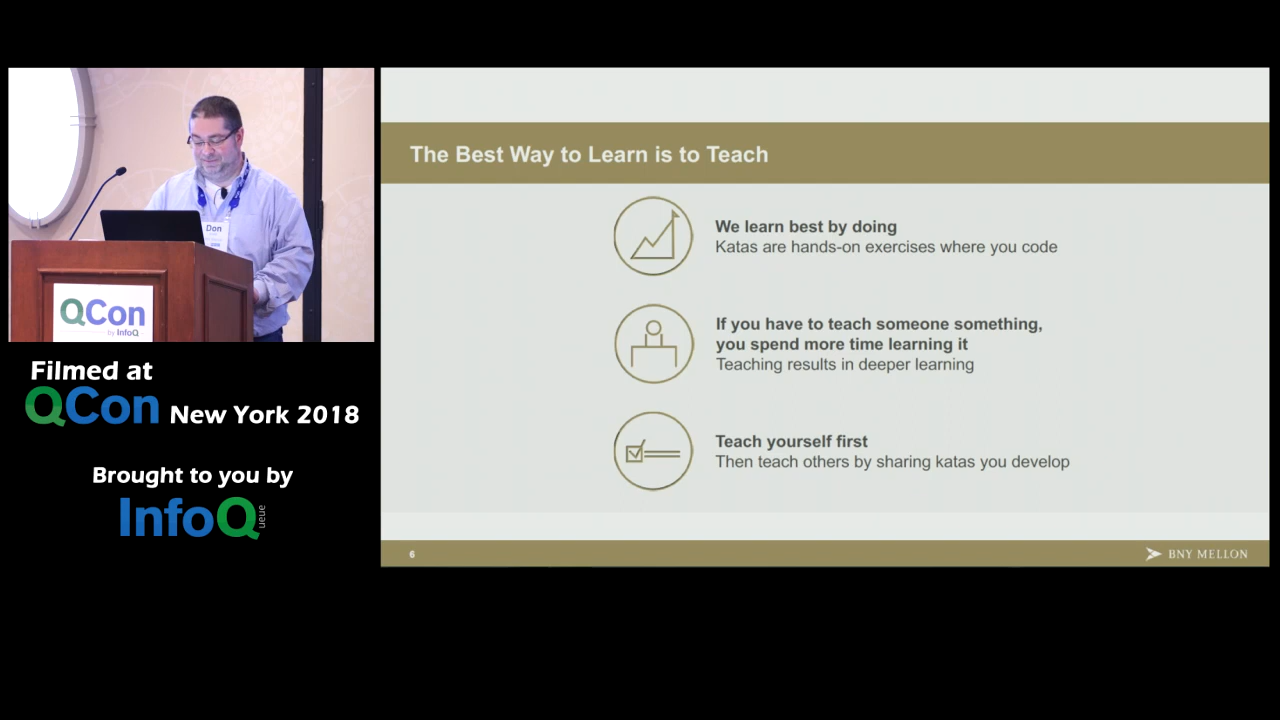 Don
QCon
by InfoQ
Filmed at
QCon New York 2018
Brought to you by
InfoQ
ueue
The Best Way to Learn is to Teach
We learn best by doing
Katas are hands-on exercises where you code
If you have to teach someone something,
you spend more time learning it
Teaching results in deeper learning
Teach yourself first
Then teach others by sharing katas you develop
6
BNY MELLON